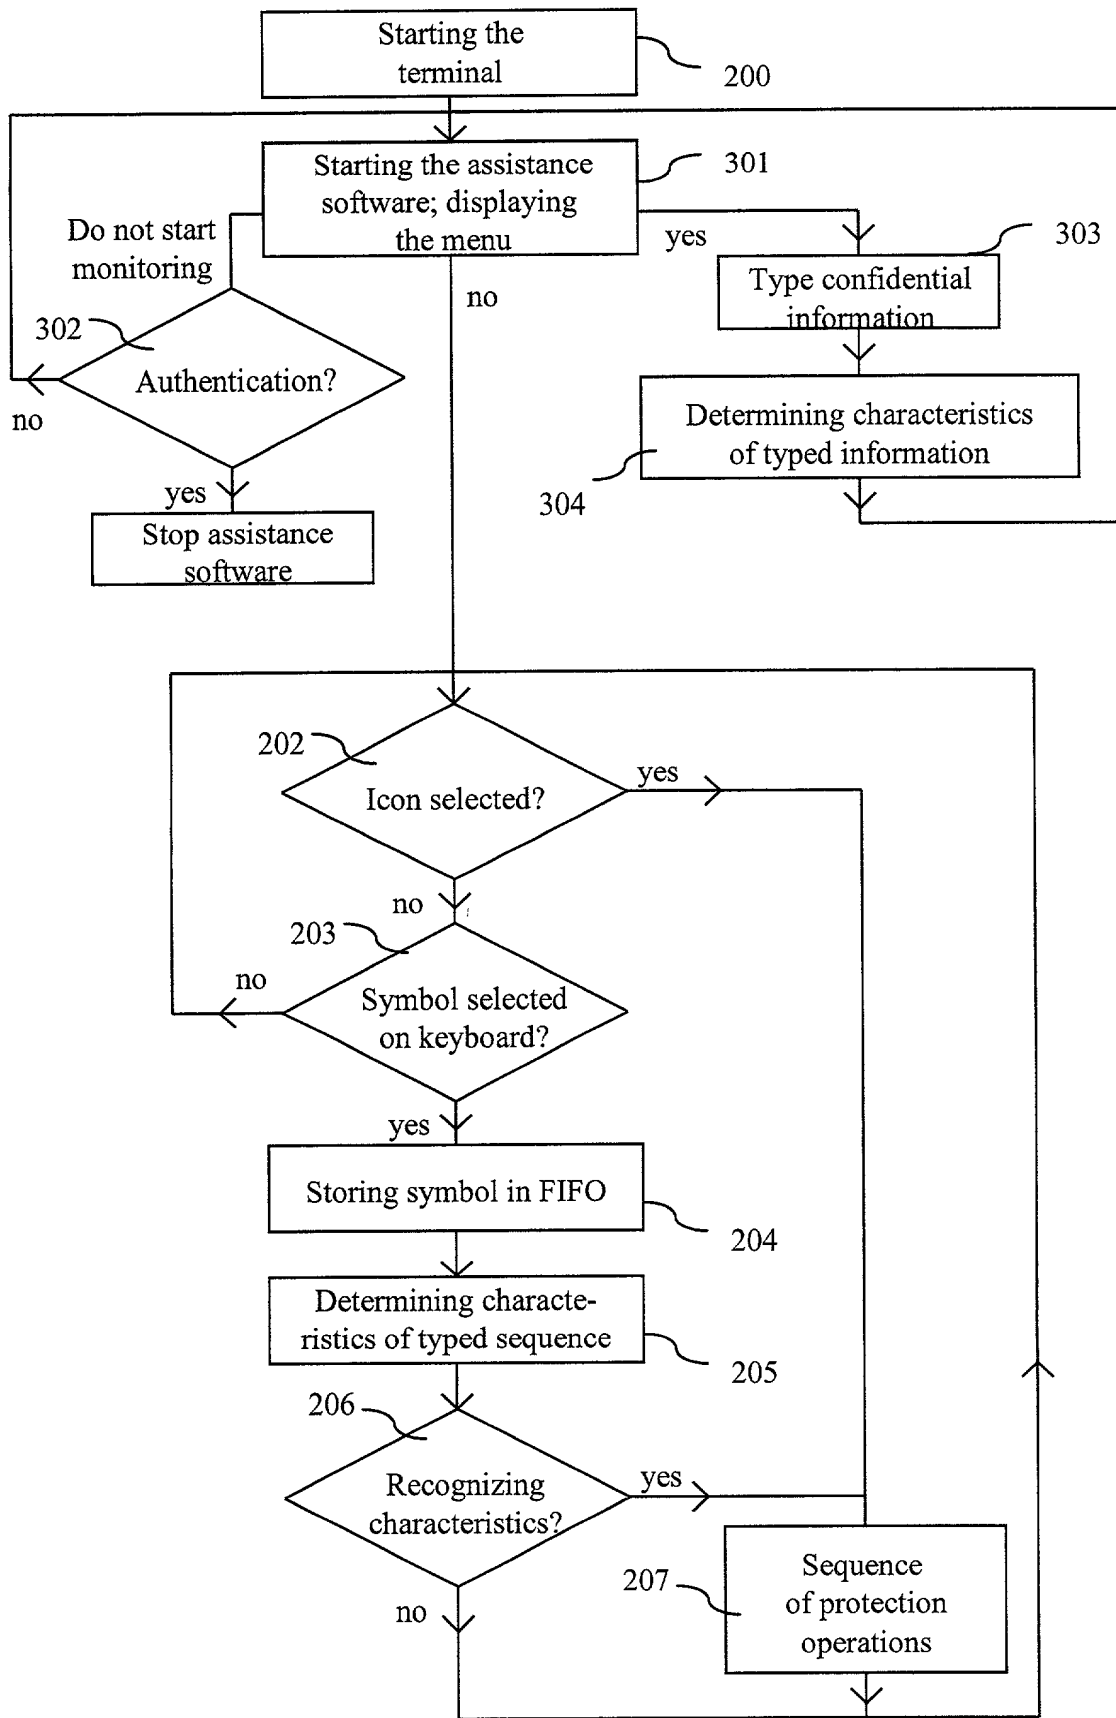 Starting the
terminal
200
Starting the assistance
software; displaying
the menu
301
Do not start
monitoring
yes
303
no
Type confidential
information
302
Authentication?
no
Determining characteristics
of typed information
304
yes
Stop assistance
software
202
Icon selected?
yes
no
203
no
Symbol selected
on keyboard?
yes
Storing symbol in FIFO
204
Determining characte-
ristics of typed sequence
205
206
Recognizing
characteristics?
yes
no
207
Sequence
of protection
operations